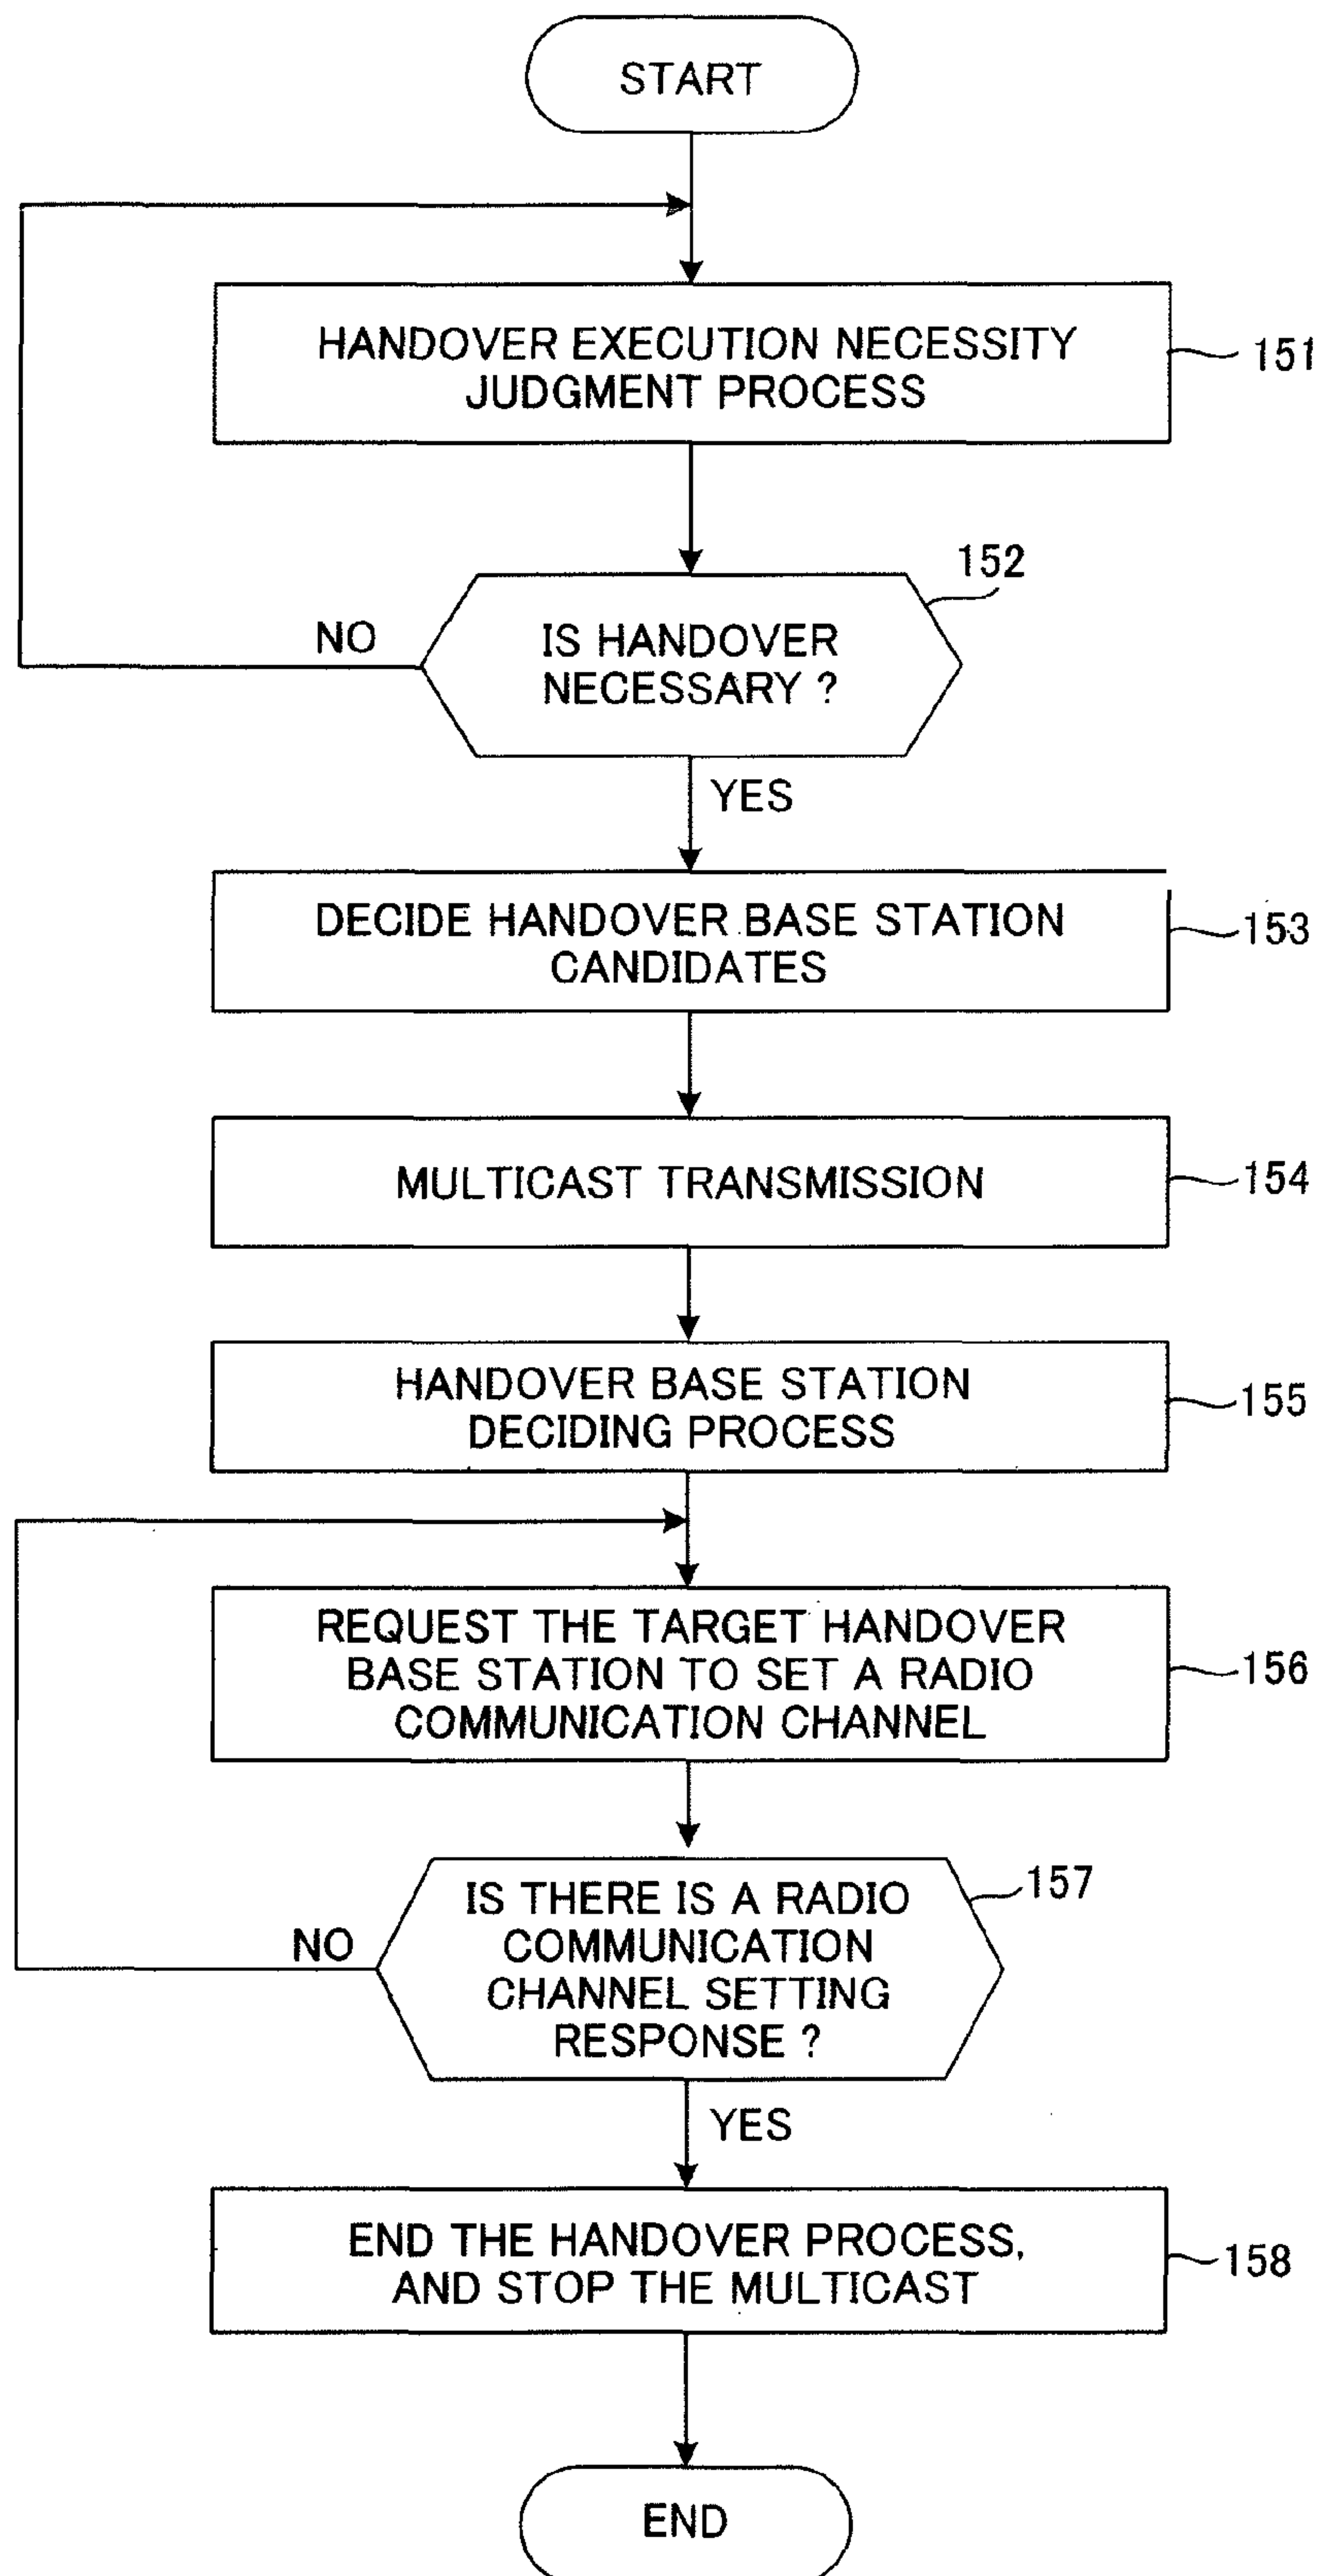 START
HANDOVER EXECUTION NECESSITY
JUDGMENT PROCESS
151
152
IS HANDOVER
NECESSARY ?
NO
YES
DECIDE HANDOVER BASE STATION
CANDIDATES
153
MULTICAST TRANSMISSION
154
HANDOVER BASE STATION
DECIDING PROCESS
155
REQUEST THE TARGET HANDOVER
BASE STATION TO SET A RADIO
COMMUNICATION CHANNEL
156
157
IS THERE IS A RADIO
COMMUNICATION
CHANNEL SETTING
RESPONSE ?
NO
YES
END THE HANDOVER PROCESS,
AND STOP THE MULTICAST
158
END